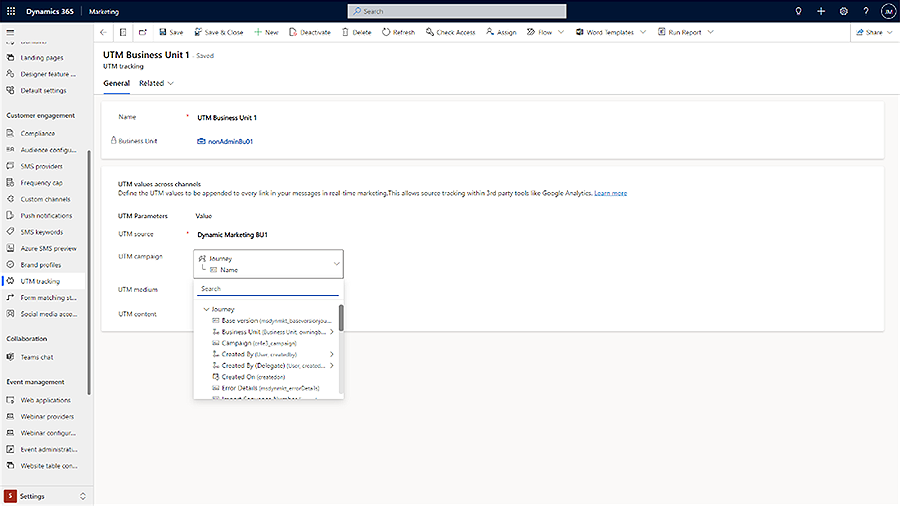 Dynamics 365
Marketing
Search
JM
Save
Save & Close
New
Deactivate
Delete
Refresh
Check Access
Assign
Flow
Word Templates
Run Report
Share
UTM Business Unit 1 - Saved
UTM tracking
General
Related
Landing pages
Designer feature ...
Default settings
Customer engagement
Compliance
Audience configu...
SMS providers
Frequency cap
Custom channels
Push notifications
SMS keywords
Azure SMS preview
Brand profiles
UTM tracking
Form matching st...
Social media acco...
Collaboration
Teams chat
Event management
Web applications
Webinar providers
Webinar configur...
Event administrati...
Website table con...
S
Settings
Name
*
UTM Business Unit 1
Business Unit
nonAdminBu01
UTM values across channels
Define the UTM values to be appended to every link in your messages in real-time marketing.This allows source tracking within 3rd party tools like Google Analytics. Learn more
UTM Parameters
Value
UTM source
*
Dynamic Marketing BU1
UTM campaign
Journey
Name
UTM medium
UTM content
Search
Journey
Base version (msdynmkt_baseversionjou...
Business Unit (Business Unit, owningb...
Campaign (cr4e3_campaign)
Created By (User, createdby)
Created By (Delegate) (User, created...
Created On (createdon)
Error Details (msdynmkt_errorDetails)
Import Sequence Number